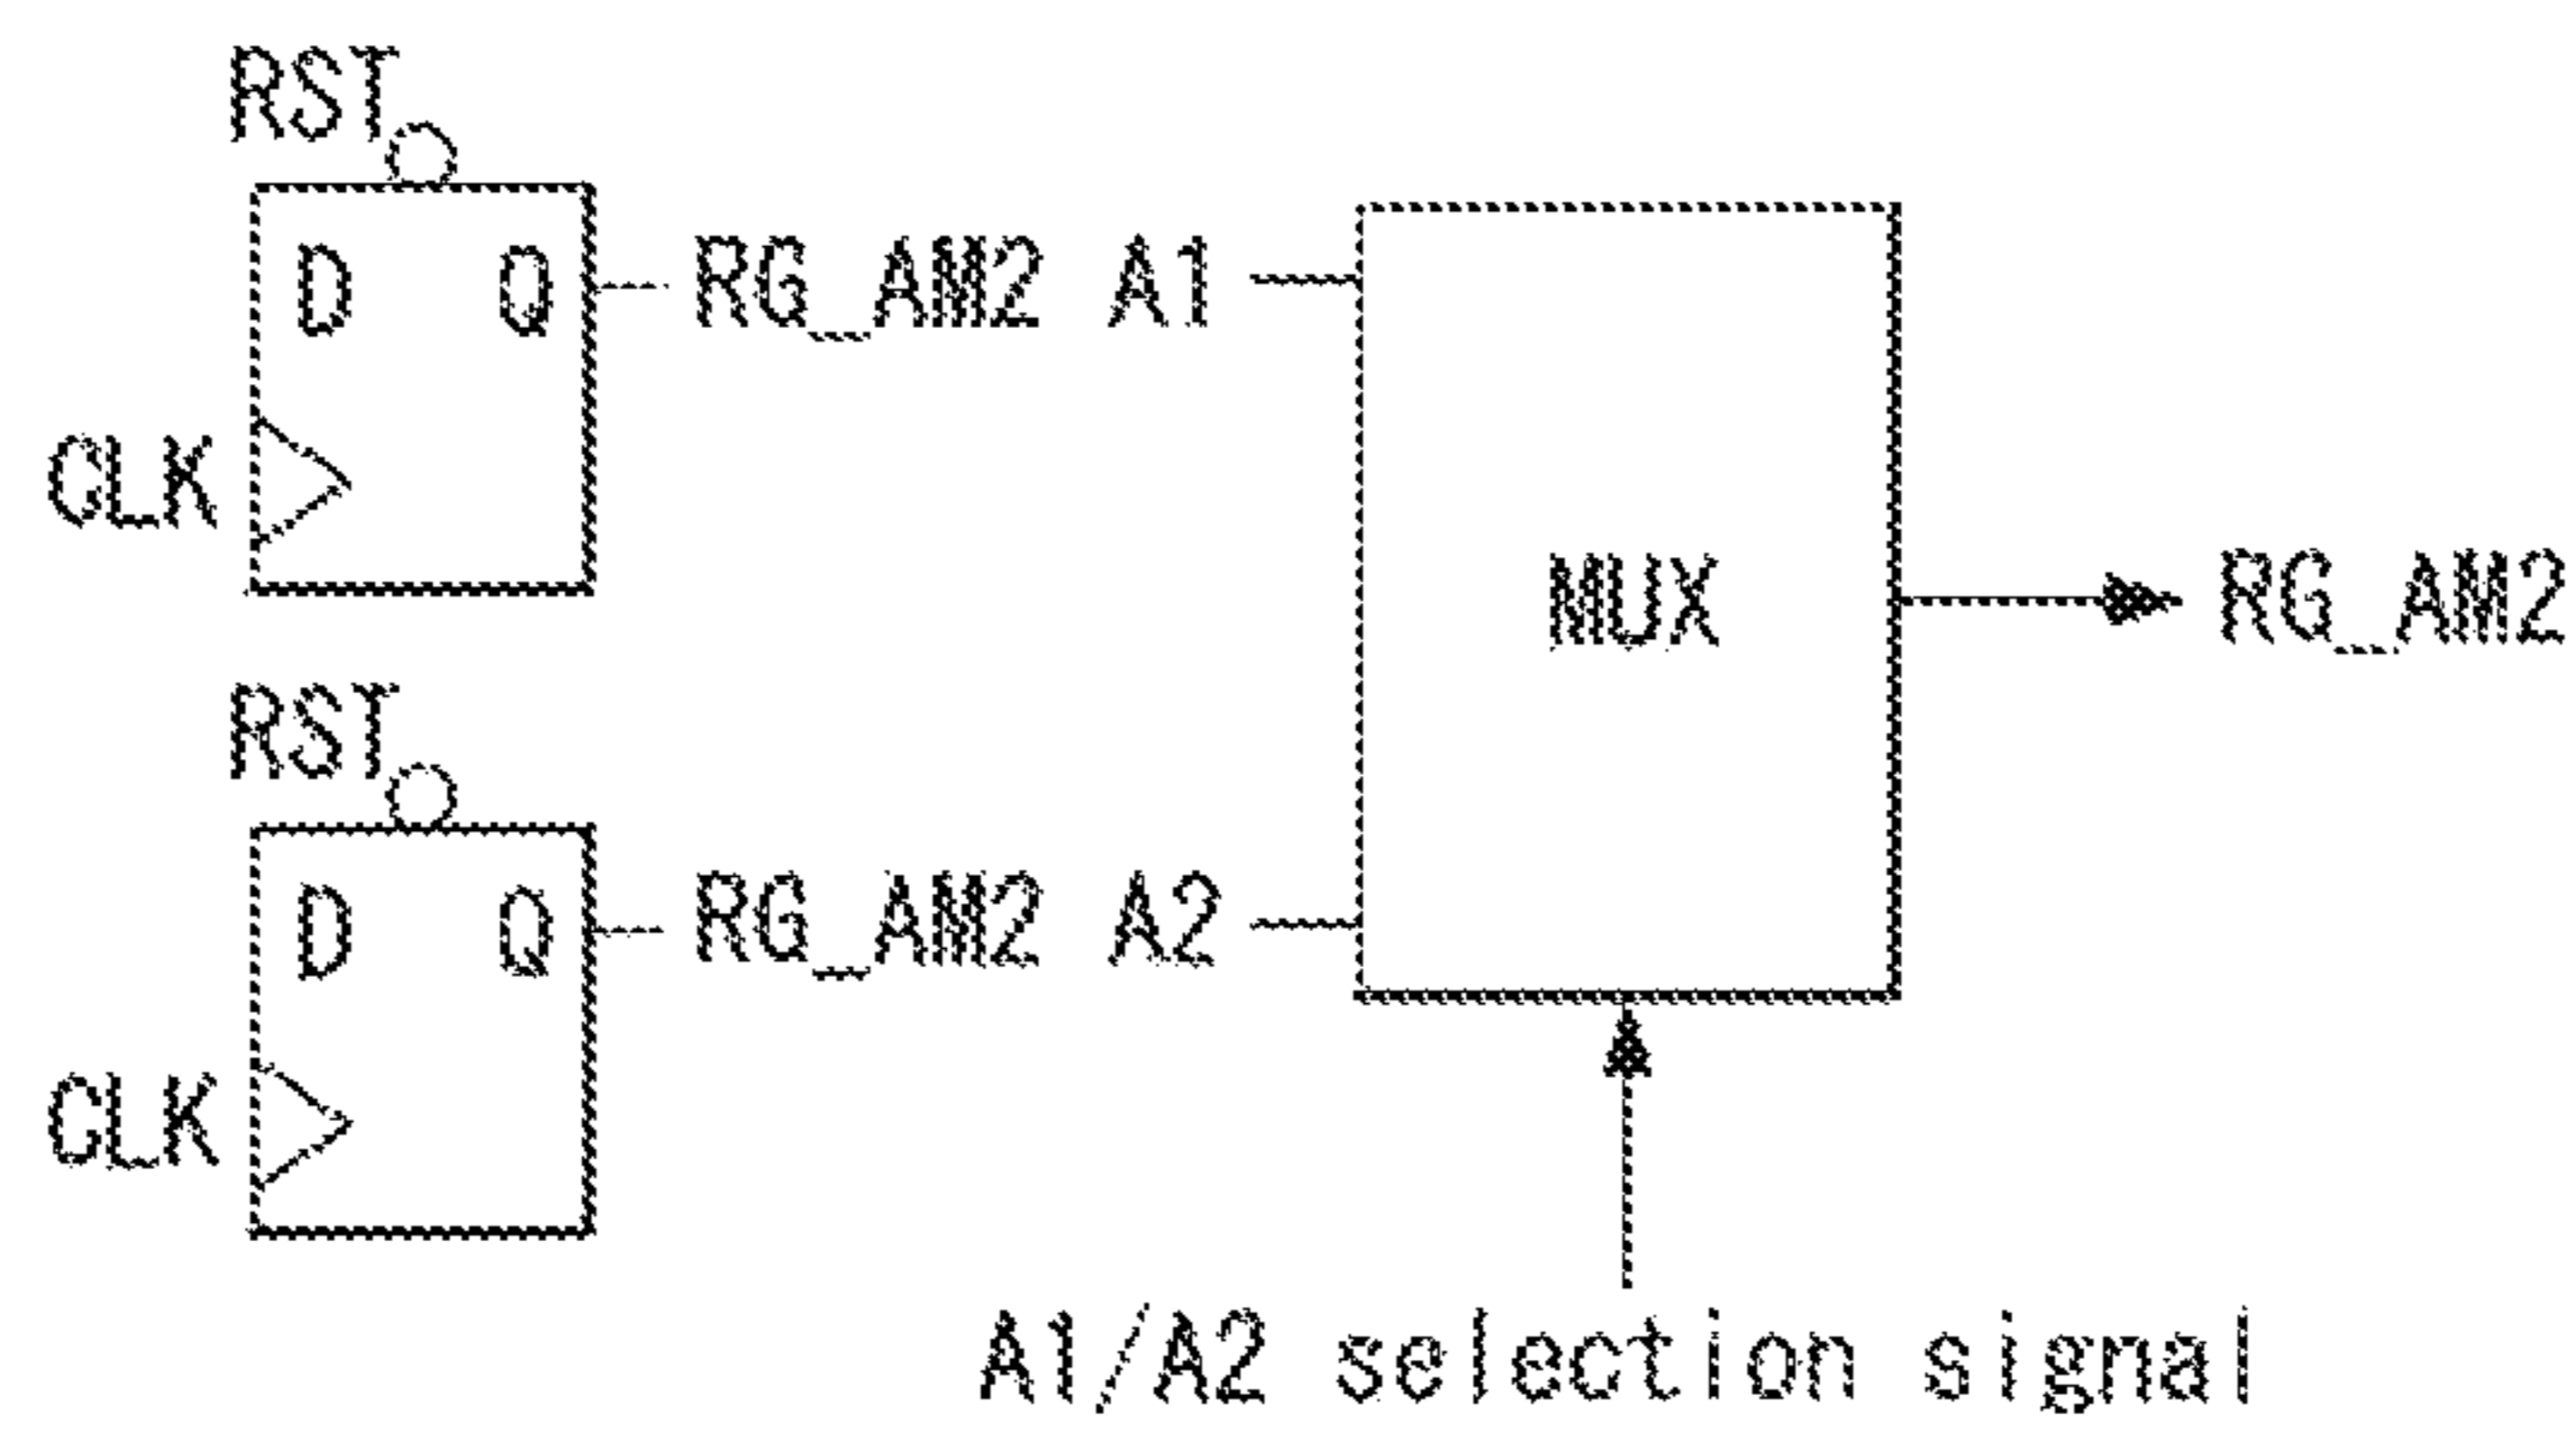 RST
D Q RG_AM2 A1
CLK
MUX
RG_AM2
RST
D Q RG_AM2 A2
CLK
A1/A2 selection signal